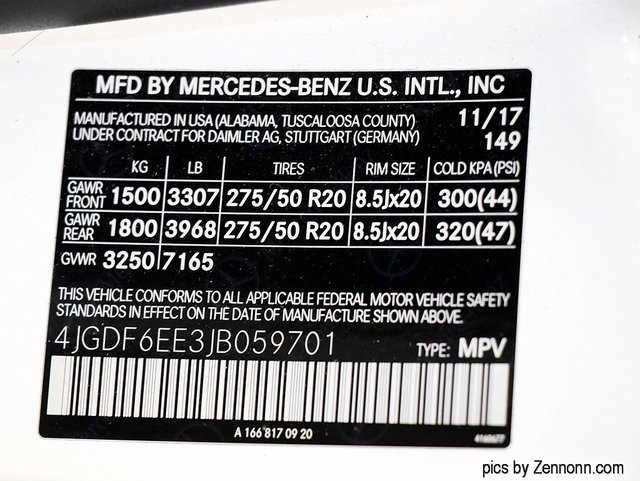 MFD BY MERCEDES-BENZ U.S. INTL., INC
MANUFACTURED IN USA (ALABAMA, TUSCALOOSA COUNTY) 11/17
UNDER CONTRACT FOR DAIMLER AG, STUTTGART (GERMANY) 149
KG LB TIRES RIM SIZE COLD KPA (PSI)
GAWR FRONT 1500 3307 275/50 R20 8.5Jx20 300(44)
GAWR REAR 1800 3968 275/50 R20 8.5Jx20 320(47)
GVWR 3250 7165
THIS VEHICLE CONFORMS TO ALL APPLICABLE FEDERAL MOTOR VEHICLE SAFETY
STANDARDS IN EFFECT ON THE DATE OF MANUFACTURE SHOWN ABOVE.
4JGDF6EE3JB059701 TYPE: MPV
A 166 817 09 20
pics by Zennonn.com